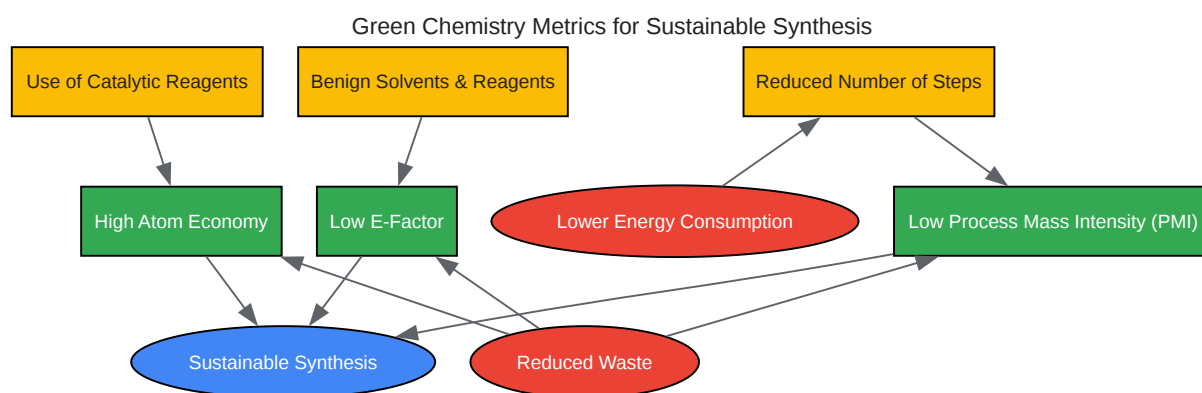 Green Chemistry Metrics for Sustainable Synthesis
Use of Catalytic Reagents
Benign Solvents & Reagents
Reduced Number of Steps
High Atom Economy
Low E-Factor
Lower Energy Consumption
Low Process Mass Intensity (PMI)
Sustainable Synthesis
Reduced Waste